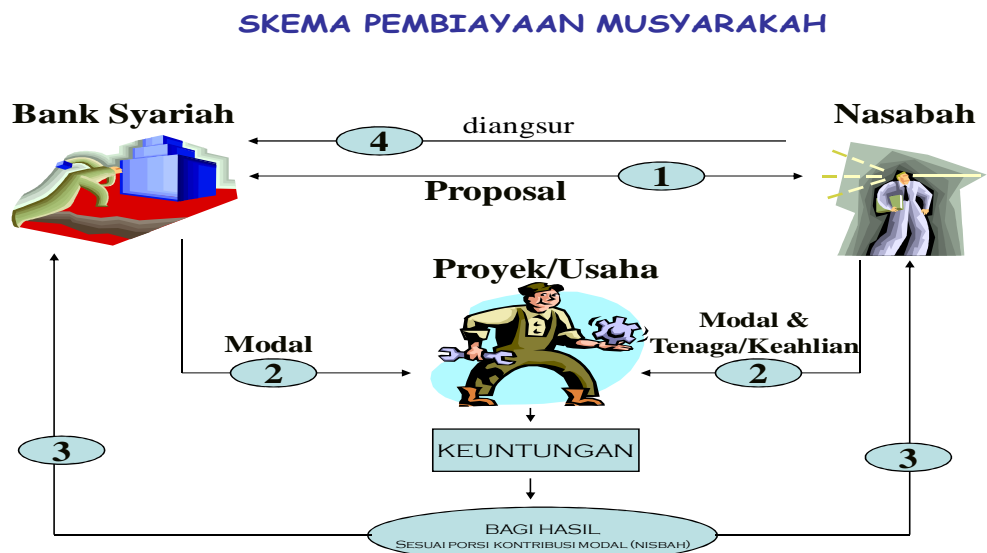 SKEMA PEMBIAYAAN MUSYARAKAH
Bank Syariah
Nasabah
diangsur
4
1
Proposal
Proyek/Usaha
Modal
2
Modal &
Tenaga/Keahlian
2
3
KEUNTUNGAN
3
BAGI HASIL
SESUAI PORSI KONTRIBUSI MODAL (NISBAH)